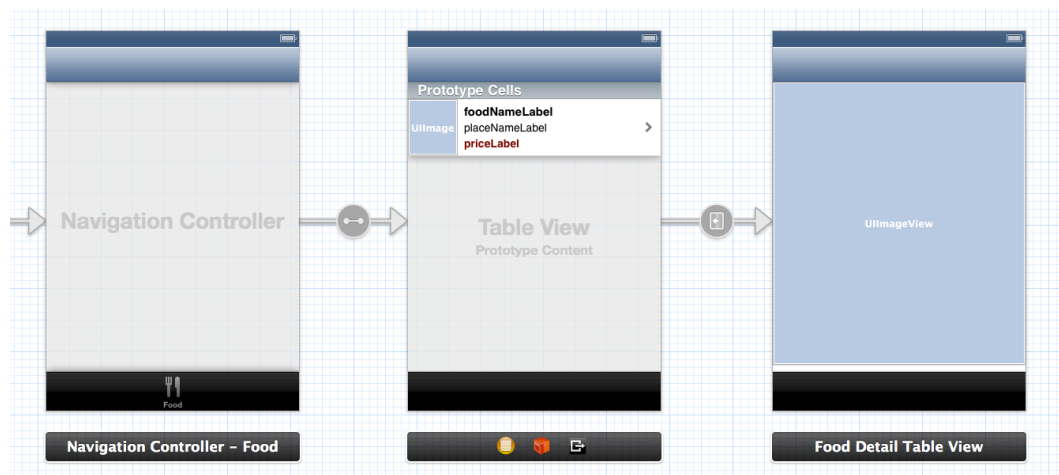 Navigation Controller
Food
Navigation Controller – Food
Prototype Cells
UIImage
foodNameLabel
placeNameLabel
priceLabel
Table View
Prototype Content
UIImageView
Food Detail Table View